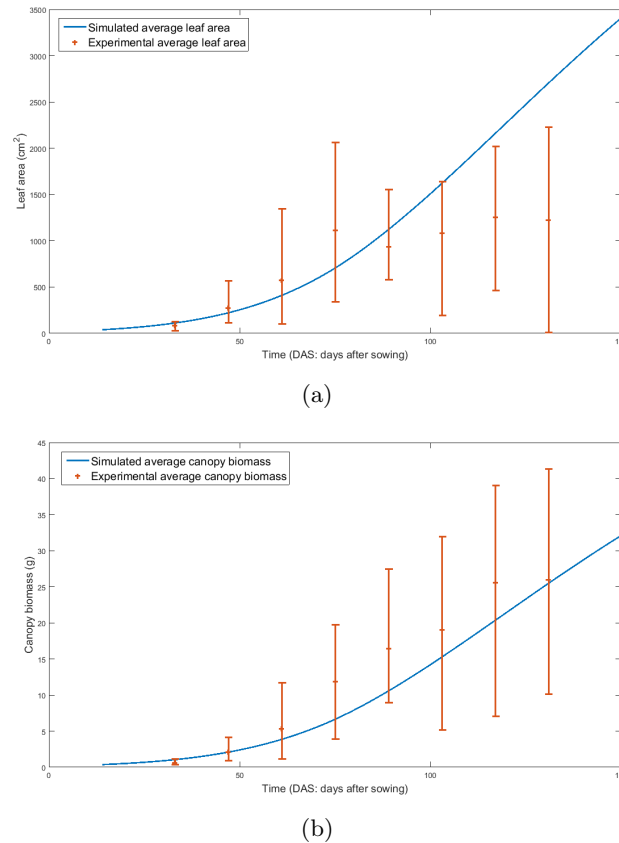 3500
3000
2500
2000
1500
1000
500
0
Leaf area (cm²)
Simulated average leaf area
Experimental average leaf area
0 50 100 150
Time (DAS: days after sowing)
(a)
45
40
35
30
25
20
15
10
5
0
Canopy biomass (g)
Simulated average canopy biomass
Experimental average canopy biomass
0 50 100 15
Time (DAS: days after sowing)
(b)